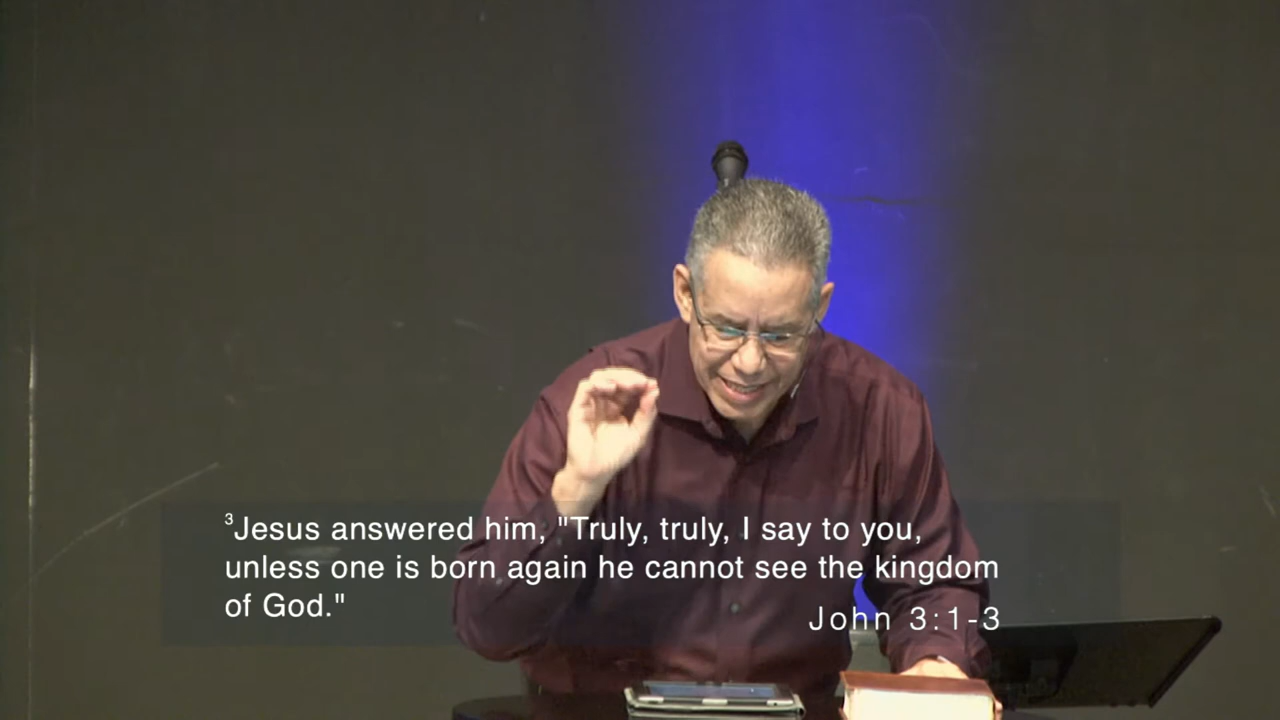 ³Jesus answered him, "Truly, truly, I say to you,
unless one is born again he cannot see the kingdom
of God."
John 3:1-3